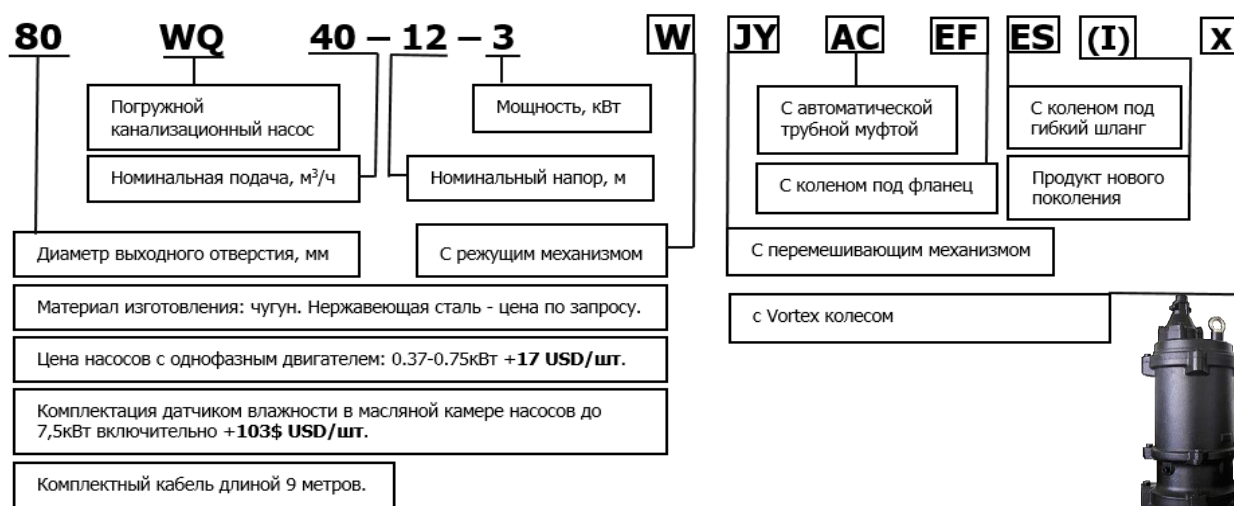 80 WQ 40 – 12 – 3 W JY AC EF ES (I) X
Погружной
канализационный насос
Мощность, кВт
С автоматической
трубной муфтой
С коленом под
гибкий шланг
Номинальная подача, м³/ч
Номинальный напор, м
С коленом под фланец
Продукт нового
поколения
Диаметр выходного отверстия, мм
С режущим механизмом
С перемешивающим механизмом
Материал изготовления: чугун. Нержавеющая сталь - цена по запросу.
с Vortex колесом
Цена насосов с однофазным двигателем: 0.37-0.75кВт +17 USD/шт.
Комплектация датчиком влажности в масляной камере насосов до
7,5кВт включительно +103$ USD/шт.
Комплектный кабель длиной 9 метров.